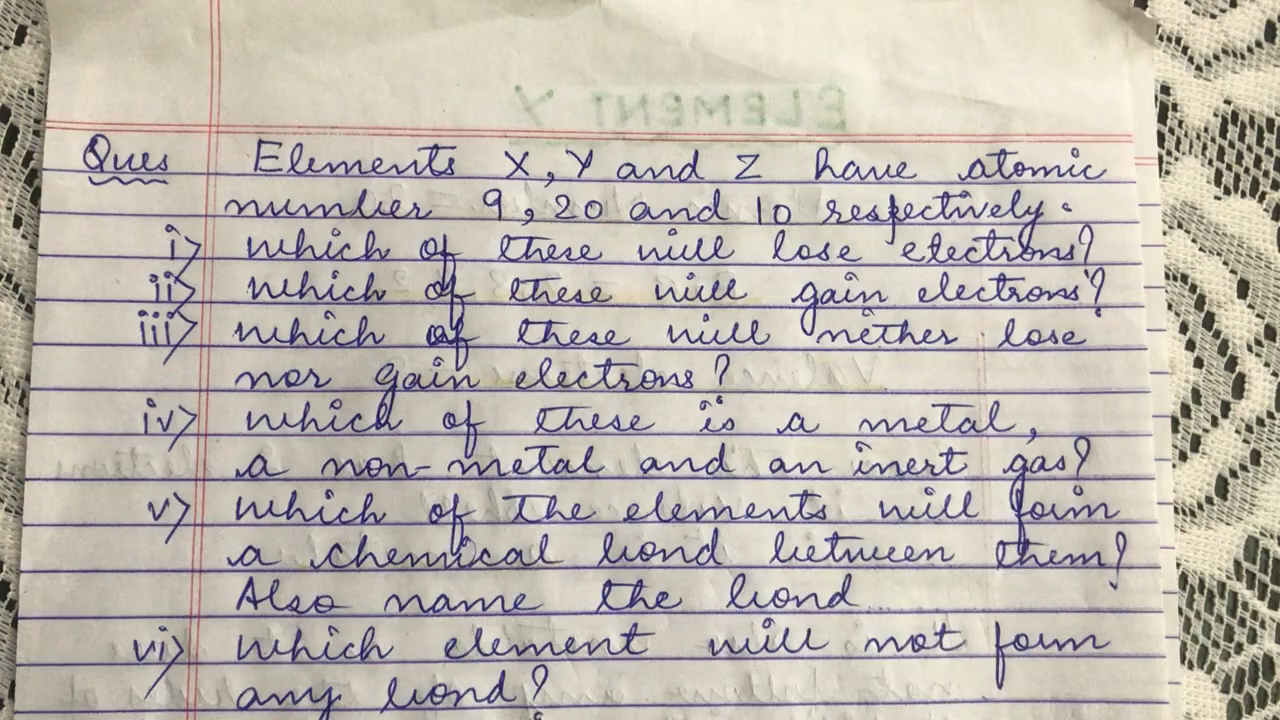 ELEMENT Y
Ques Elements X, Y and Z have atomic
number 9, 20 and 10 respectively.
i> which of these will lose electrons?
ii> which of these will gain electrons?
iii> which of these will nither lose
nor gain electrons?
iv> which of these is a metal,
a non-metal and an inert gas?
v> which of the elements will form
a chemical bond between them?
Also name the bond
vi> which element will not form
any bond?